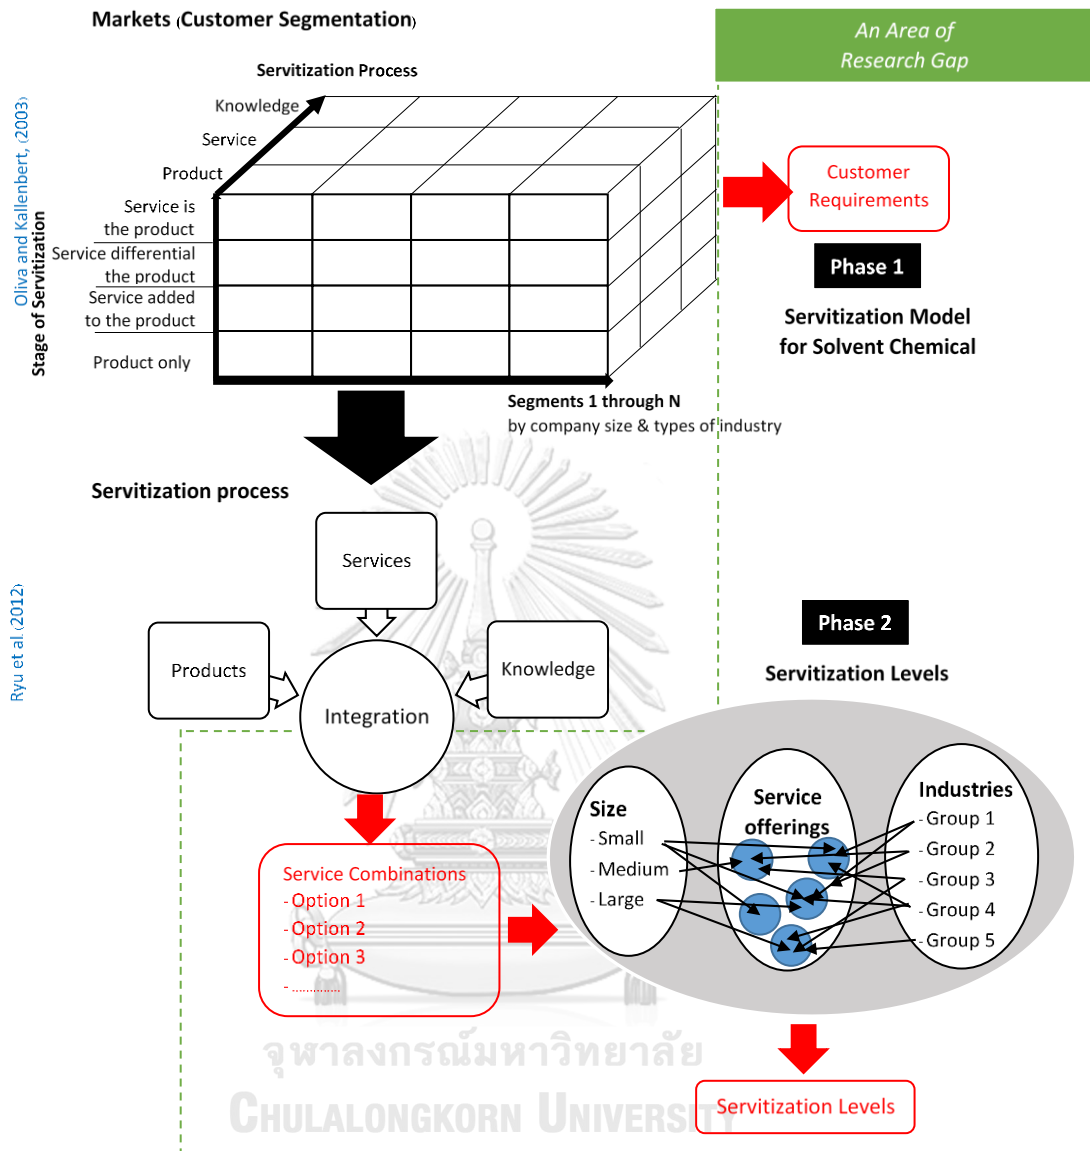 Markets (Customer Segmentation)
An Area of
Research Gap
Servitization Process
Knowledge
Service
Product
Oliva and Kallenbert, (2003)
Stage of Servitization
Service is
the product
Service differential
the product
Service added
to the product
Product only
Customer
Requirements
Phase 1
Servitization Model
for Solvent Chemical
Segments 1 through N
by company size & types of industry
Servitization process
Ryu et al.(2012)
Services
Products
Knowledge
Integration
Phase 2
Servitization Levels
Size
- Small
- Medium
- Large
Service
offerings
Industries
- Group 1
- Group 2
- Group 3
- Group 4
- Group 5
Service Combinations
- Option 1
- Option 2
- Option 3
- ..............
Servitization Levels
จุฬาลงกรณ์มหาวิทยาลัย
CHULALONGKORN UNIVERSITY